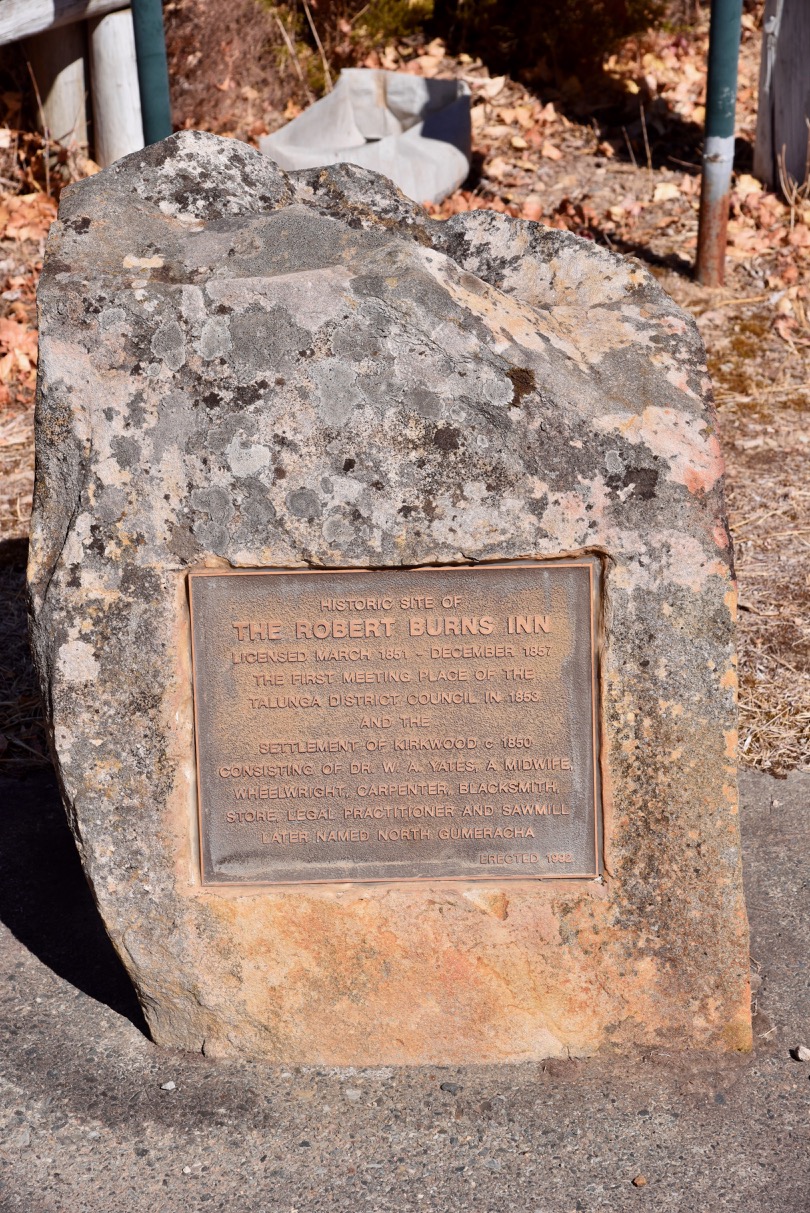 HISTORIC SITE OF
THE ROBERT BURNS INN
LICENSED MARCH 1851 - DECEMBER 1857
THE FIRST MEETING PLACE OF THE
TALUNGA DISTRICT COUNCIL IN 1853
AND THE
SETTLEMENT OF KIRKWOOD C 1850
CONSISTING OF DR. W. A. YATES, A MIDWIFE,
WHEELWRIGHT, CARPENTER, BLACKSMITH,
STORE, LEGAL PRACTITIONER AND SAWMILL
LATER NAMED NORTH GUMERACHA
ERECTED